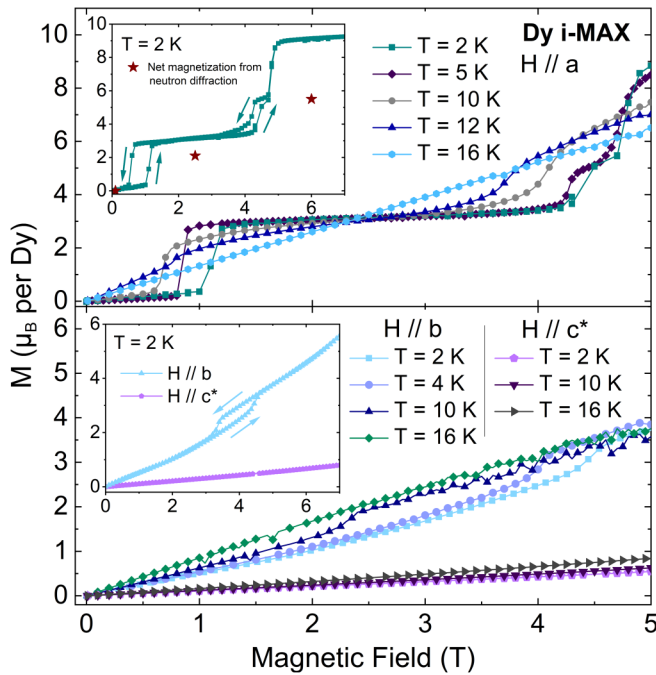 Dy i-MAX
H // a
T = 2 K
T = 5 K
T = 10 K
T = 12 K
T = 16 K
T = 2 K
Net magnetization from
neutron diffraction
10
8
6
4
2
0
0
2
4
6
10
8
6
4
2
0
M (μB per Dy)
H // b
T = 2 K
T = 4 K
T = 10 K
T = 16 K
H // c*
T = 2 K
T = 10 K
T = 16 K
T = 2 K
H // b
H // c*
6
4
2
0
0
2
4
6
6
5
4
3
2
1
0
0
1
2
3
4
5
Magnetic Field (T)